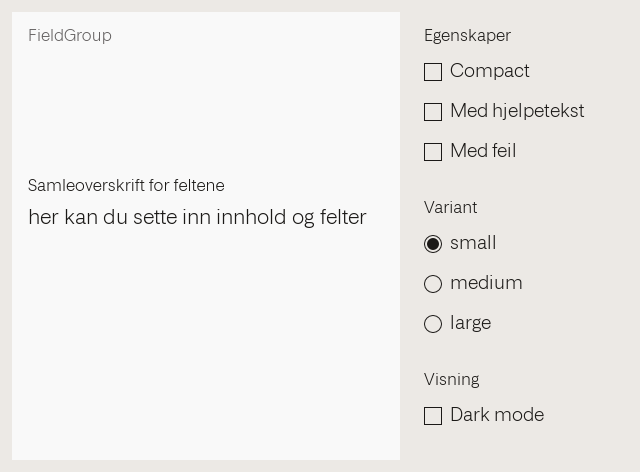 FieldGroup
Samleoverskrift for feltene
her kan du sette inn innhold og felter
Egenskaper
Compact
Med hjelpetekst
Med feil
Variant
small
medium
large
Visning
Dark mode